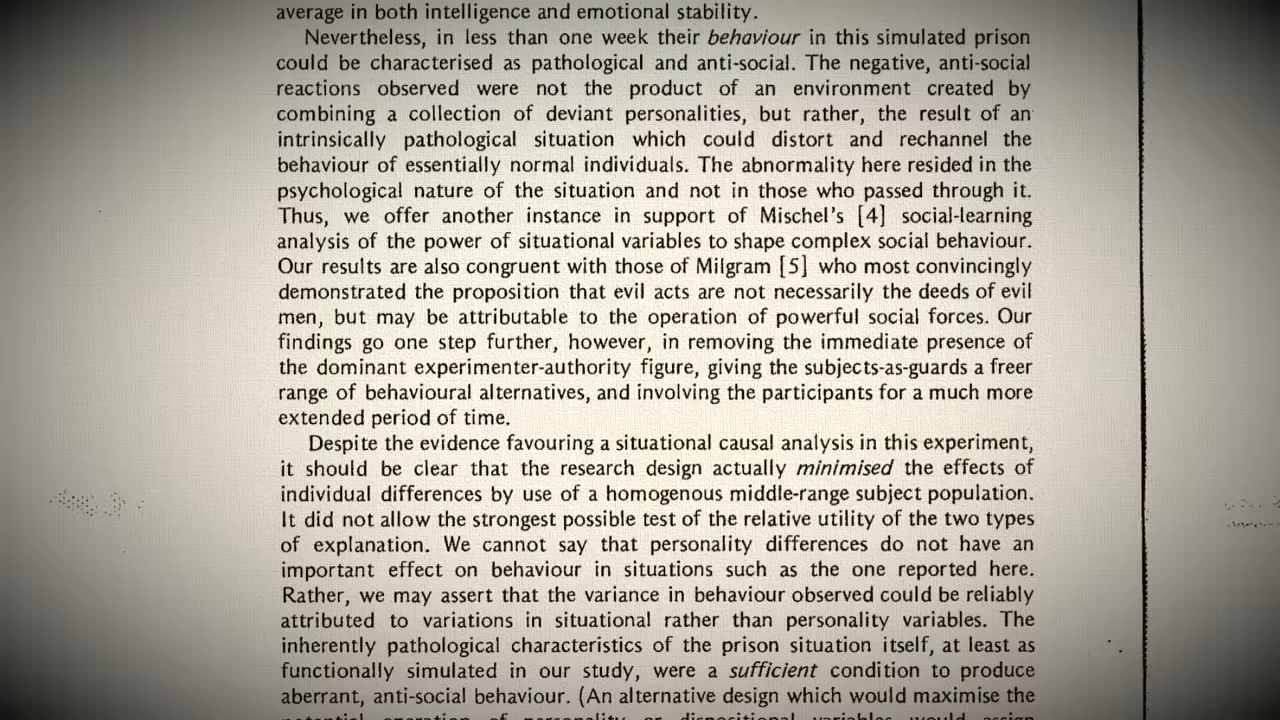 average in both intelligence and emotional stability.
Nevertheless, in less than one week their behaviour in this simulated prison
could be characterised as pathological and anti-social. The negative, anti-social
reactions observed were not the product of an environment created by
combining a collection of deviant personalities, but rather, the result of an
intrinsically pathological situation which could distort and rechannel the
behaviour of essentially normal individuals. The abnormality here resided in the
psychological nature of the situation and not in those who passed through it.
Thus, we offer another instance in support of Mischel's [4] social-learning
analysis of the power of situational variables to shape complex social behaviour.
Our results are also congruent with those of Milgram [5] who most convincingly
demonstrated the proposition that evil acts are not necessarily the deeds of evil
men, but may be attributable to the operation of powerful social forces. Our
findings go one step further, however, in removing the immediate presence of
the dominant experimenter-authority figure, giving the subjects-as-guards a freer
range of behavioural alternatives, and involving the participants for a much more
extended period of time.
Despite the evidence favouring a situational causal analysis in this experiment,
it should be clear that the research design actually minimised the effects of
individual differences by use of a homogenous middle-range subject population.
It did not allow the strongest possible test of the relative utility of the two types
of explanation. We cannot say that personality differences do not have an
important effect on behaviour in situations such as the one reported here.
Rather, we may assert that the variance in behaviour observed could be reliably
attributed to variations in situational rather than personality variables. The
inherently pathological characteristics of the prison situation itself, at least as
functionally simulated in our study, were a sufficient condition to produce
aberrant, anti-social behaviour. (An alternative design which would maximise the